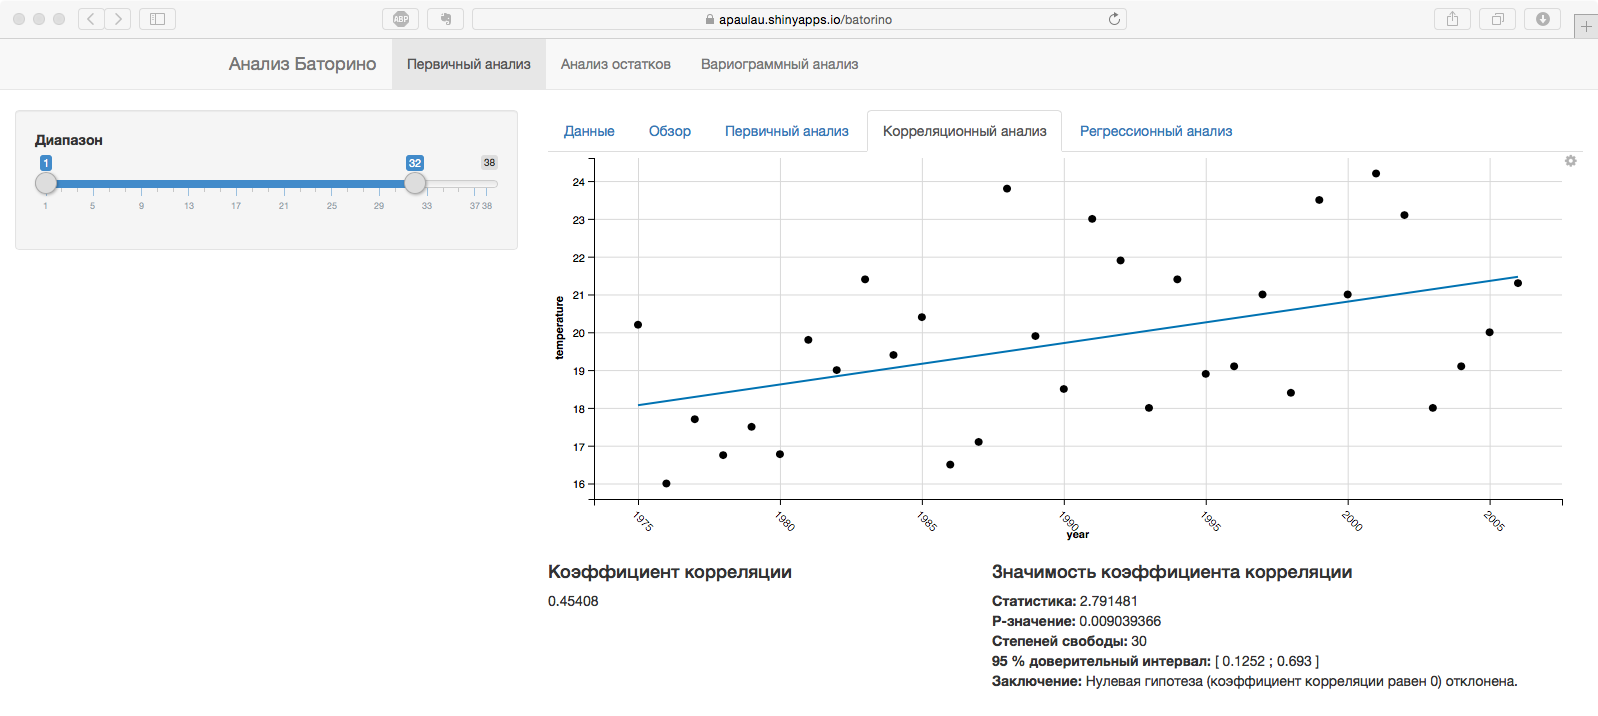 ABP
apaulau.shinyapps.io/batorino
Анализ Баторино
Первичный анализ
Анализ остатков
Вариограммный анализ
Диапазон
1 32 38
1 5 9 13 17 21 25 29 33 37 38
Данные
Обзор
Первичный анализ
Корреляционный анализ
Регрессионный анализ
24
23
22
21
20
19
18
17
16
temperature
1975 1980 1985 1990 1995 2000 2005
year
Коэффициент корреляции
0.45408
Значимость коэффициента корреляции
Статистика: 2.791481
P-значение: 0.009039366
Степеней свободы: 30
95 % доверительный интервал: [ 0.1252 ; 0.693 ]
Заключение: Нулевая гипотеза (коэффициент корреляции равен 0) отклонена.